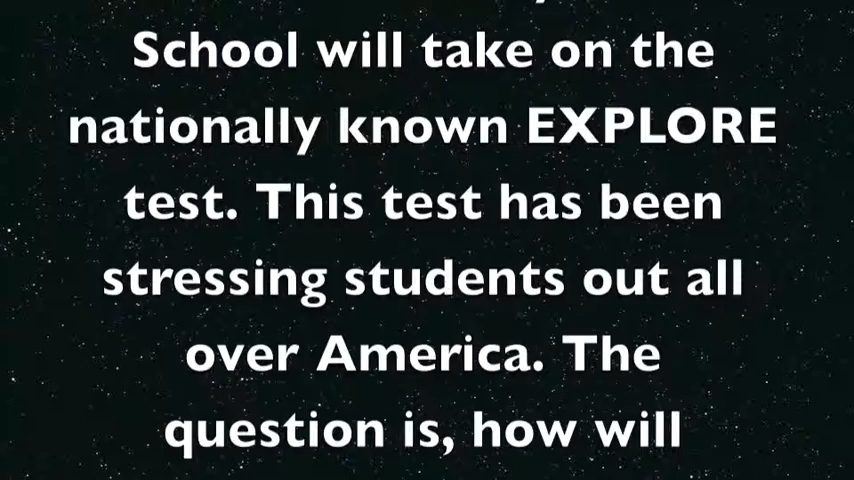 School will take on the
nationally known EXPLORE
test. This test has been
stressing students out all
over America. The
question is, how will